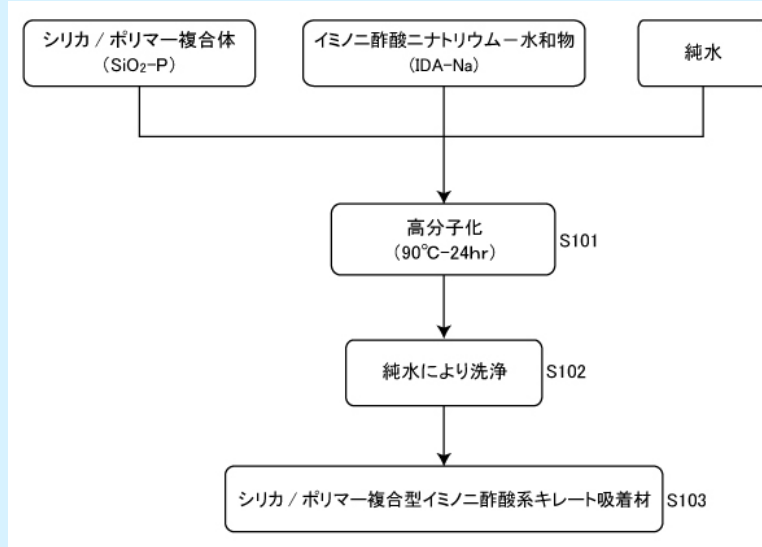 シリカ / ポリマー複合体
(SiO₂-P)
イミノ二酢酸二ナトリウム一水和物
(IDA-Na)
純水
高分子化
(90℃-24hr)
S101
純水により洗浄
S102
シリカ / ポリマー複合型イミノ二酢酸系キレート吸着材
S103